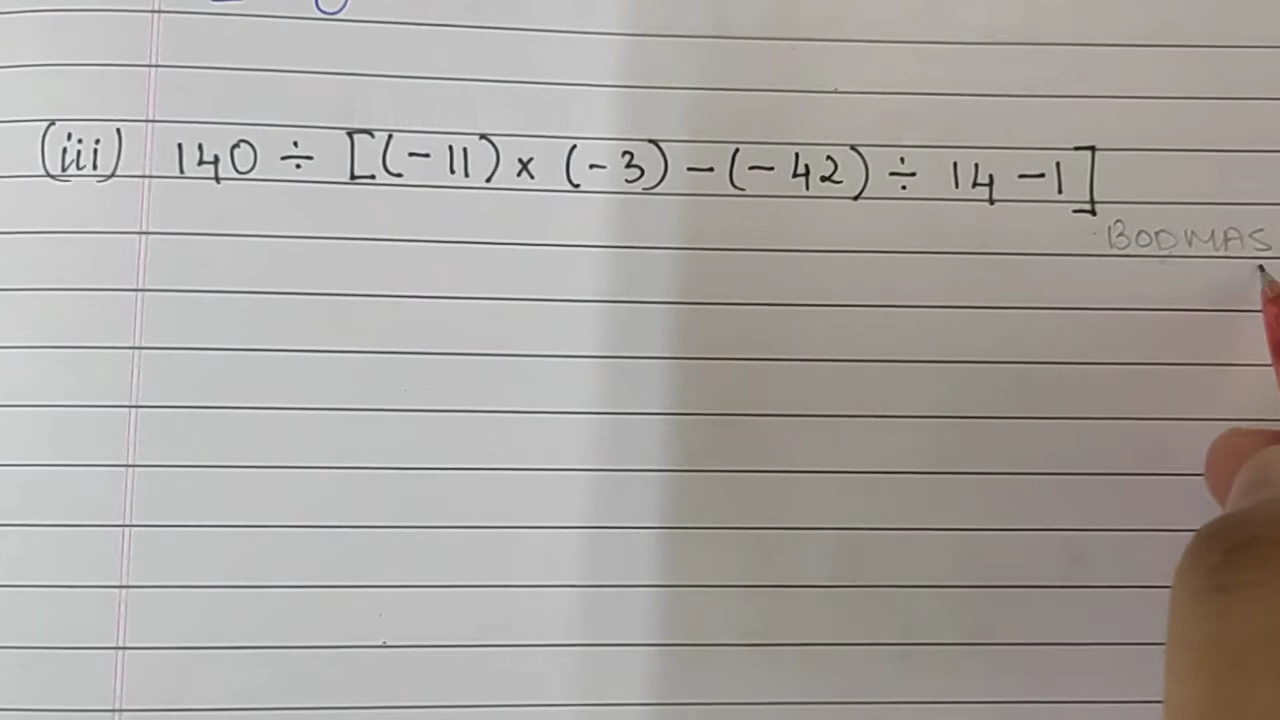 (iii) 140 ÷ [(-11) × (-3) - (-42) ÷ 14 - 1]
BODMAS